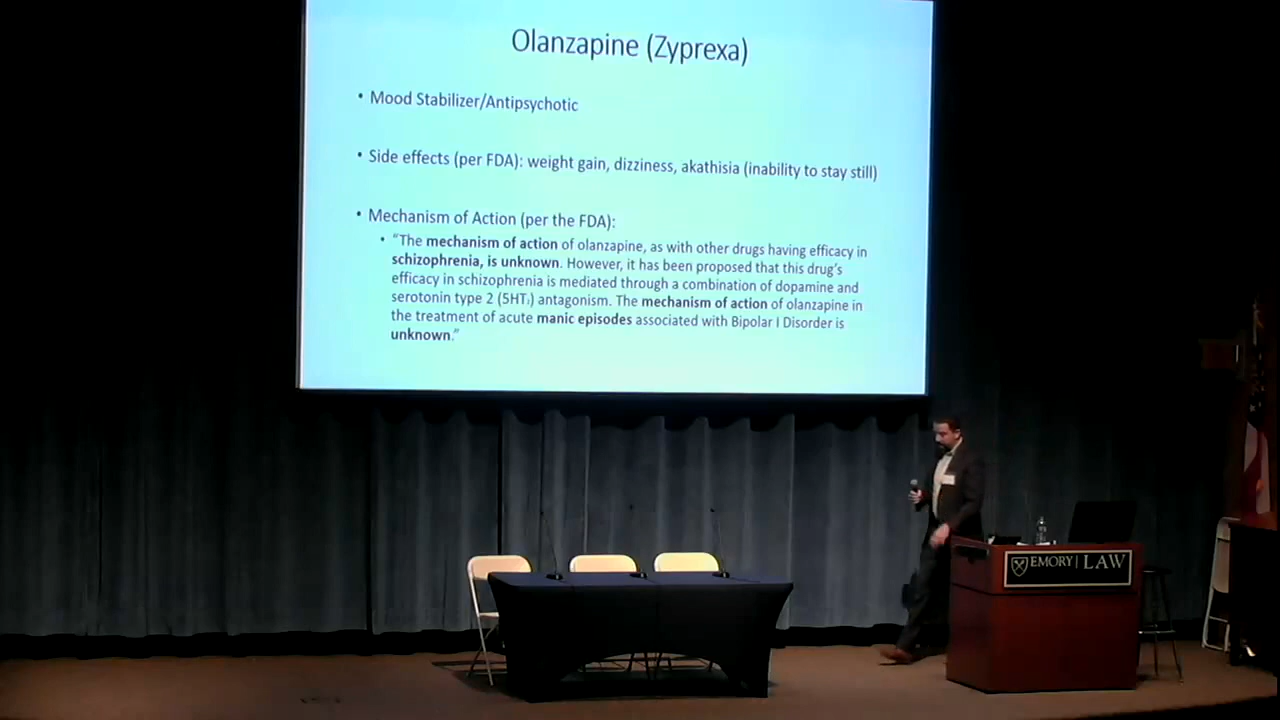 Olanzapine (Zyprexa)
• Mood Stabilizer/Antipsychotic
• Side effects (per FDA): weight gain, dizziness, akathisia (inability to stay still)
• Mechanism of Action (per the FDA):
• "The mechanism of action of olanzapine, as with other drugs having efficacy in
schizophrenia, is unknown. However, it has been proposed that this drug's
efficacy in schizophrenia is mediated through a combination of dopamine and
serotonin type 2 (5HT₂) antagonism. The mechanism of action of olanzapine in
the treatment of acute manic episodes associated with Bipolar I Disorder is
unknown."
EMORY | LAW